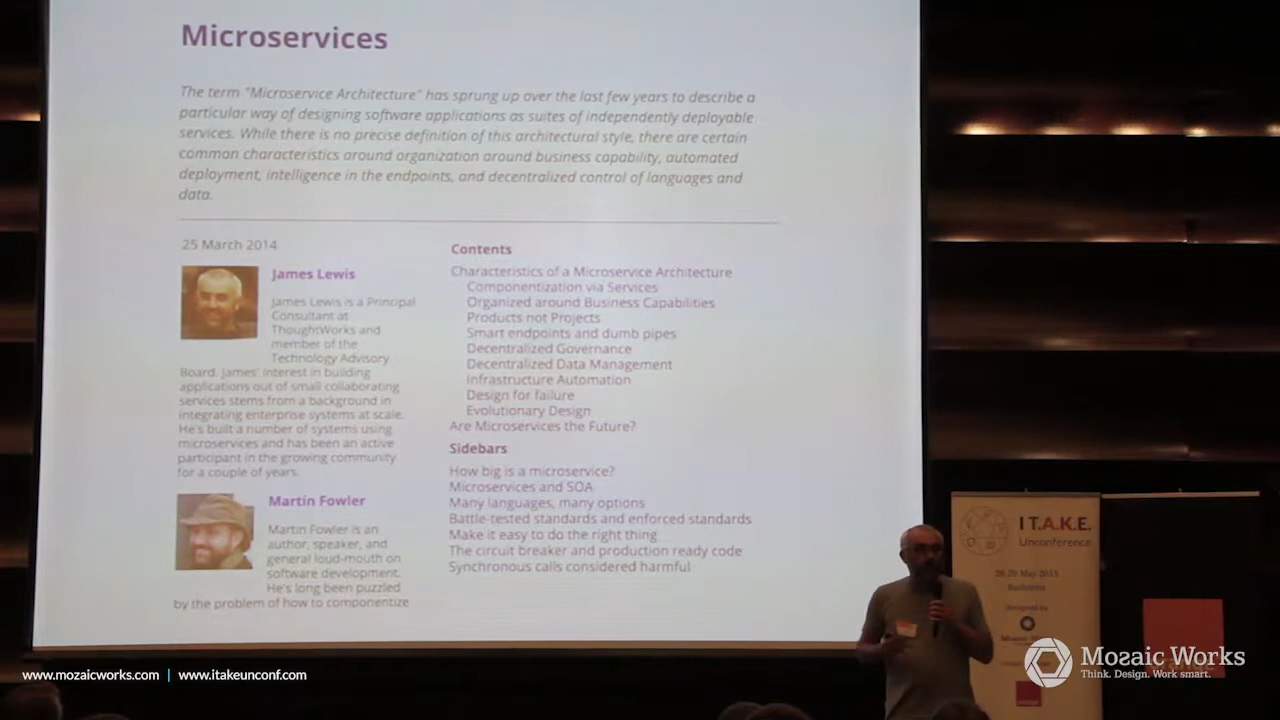 Microservices
The term "Microservice Architecture" has sprung up over the last few years to describe a
particular way of designing software applications as suites of independently deployable
services. While there is no precise definition of this architectural style, there are certain
common characteristics around organization around business capability, automated
deployment, intelligence in the endpoints, and decentralized control of languages and
data.
25 March 2014
James Lewis
James Lewis is a Principal
Consultant at
ThoughtWorks and
member of the
Technology Advisory
Board. James' interest in building
applications out of small collaborating
services stems from a background in
integrating enterprise systems at scale.
He's built a number of systems using
microservices and has been an active
participant in the growing community
for a couple of years.
Martin Fowler
Martin Fowler is an
author, speaker, and
general loud-mouth on
software development.
He's long been puzzled
by the problem of how to componentize
Contents
Characteristics of a Microservice Architecture
Componentization via Services
Organized around Business Capabilities
Products not Projects
Smart endpoints and dumb pipes
Decentralized Governance
Decentralized Data Management
Infrastructure Automation
Design for failure
Evolutionary Design
Are Microservices the Future?
Sidebars
How big is a microservice?
Microservices and SOA
Many languages, many options
Battle-tested standards and enforced standards
Make it easy to do the right thing
The circuit breaker and production ready code
Synchronous calls considered harmful
I T.A.K.E.
Unconference
28-29 May 2015
Bucharest
designed by
www.mozaicworks.com | www.itakeunconf.com
Mozaic Works
Think. Design. Work smart.